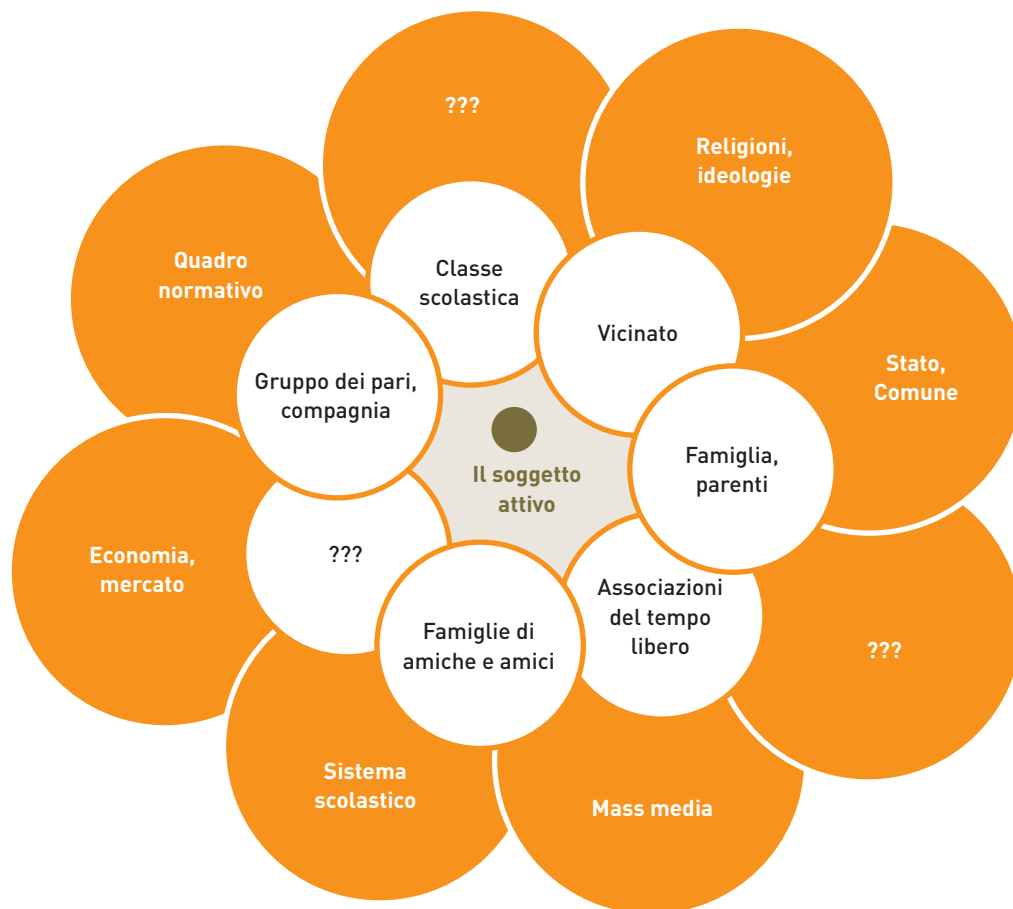 ???
Religioni,
ideologie
Quadro
normativo
Classe
scolastica
Vicinato
Stato,
Comune
Gruppo dei pari,
compagnia
Il soggetto
attivo
Famiglia,
parenti
Economia,
mercato
???
Famiglie di
amiche e amici
Associazioni
del tempo
libero
???
Sistema
scolastico
Mass media